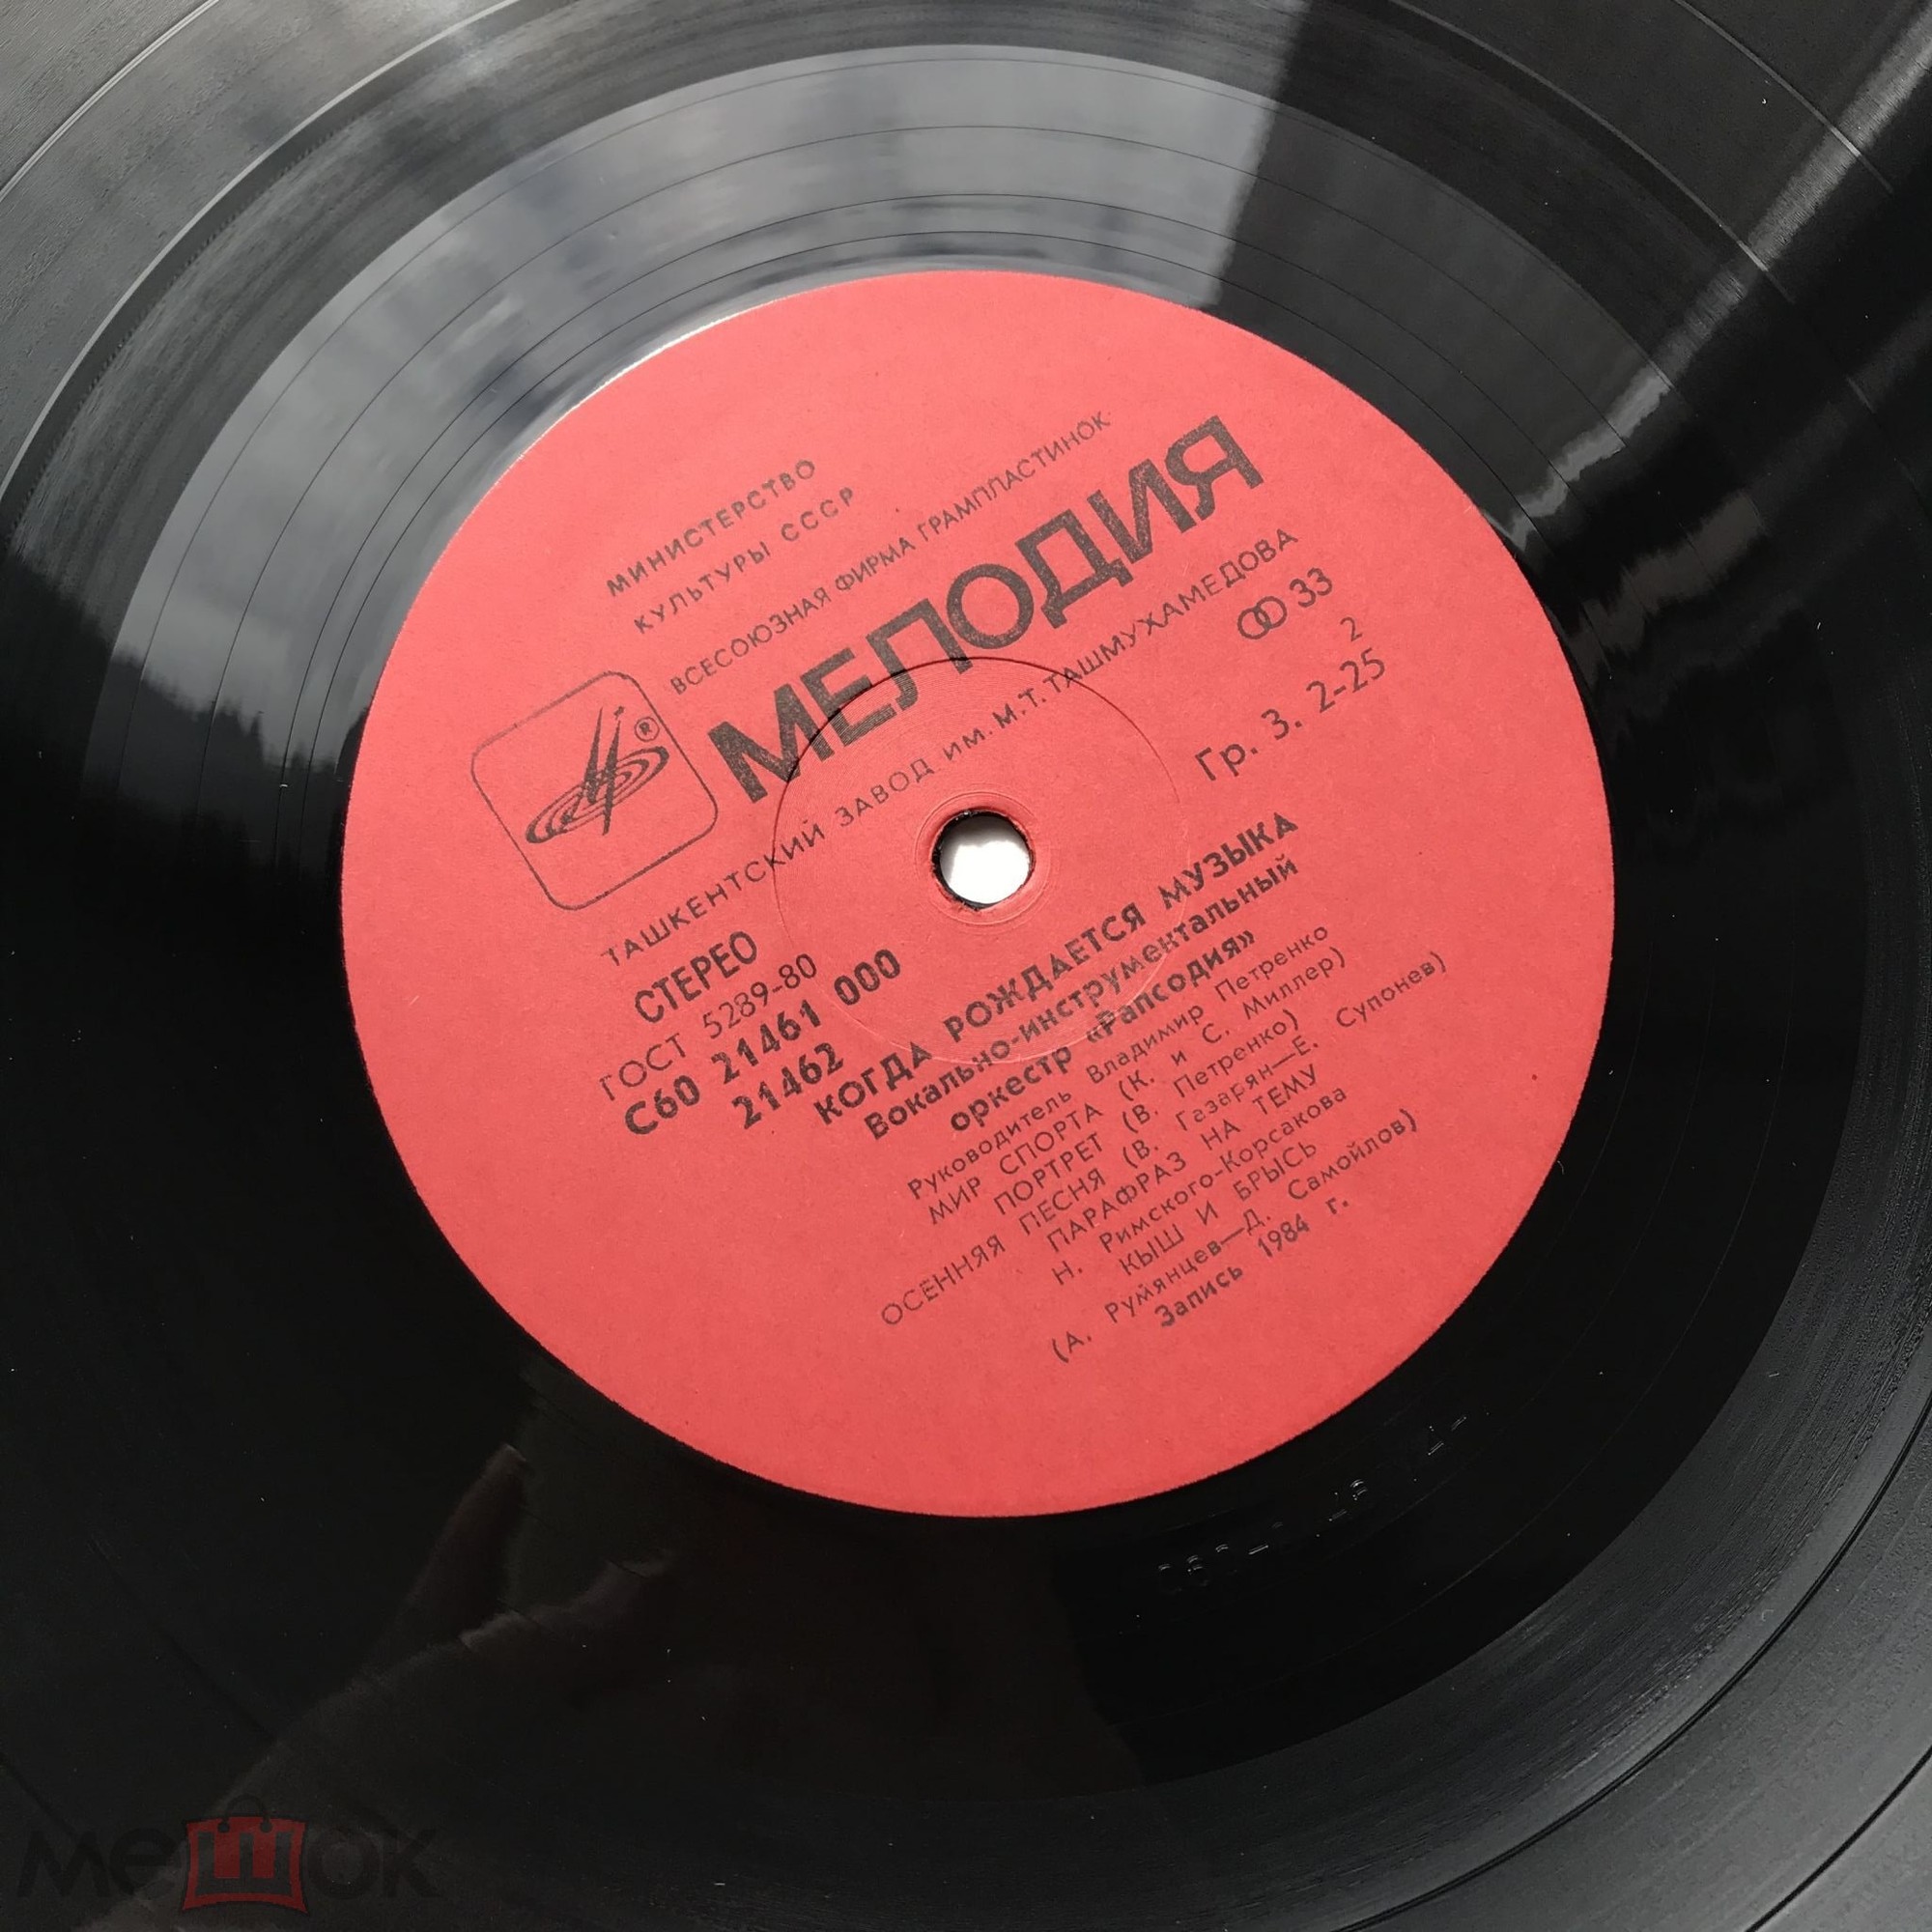 МИНИСТЕРСТВО
КУЛЬТУРЫ СССР
ВСЕСОЮЗНАЯ ФИРМА ГРАМПЛАСТИНОК
МЕЛОДИЯ
®
ТАШКЕНТСКИЙ ЗАВОД ИМ. М.Т. ТАШМУХАМЕДОВА
СТЕРЕО
33
ГОСТ 5289-80
2
С60 21461 000
Гр. 3. 2-25
21462
КОГДА РОЖДАЕТСЯ МУЗЫКА
Вокально-инструментальный
оркестр «Рапсодия»
Руководитель Владимир Петренко
МИР СПОРТА (К. и С. Миллер)
ПОРТРЕТ (В. Петренко)
ОСЕННЯЯ ПЕСНЯ (В. Газарян—Е. Супонев)
ПАРАФРАЗ НА ТЕМУ
Н. Римского-Корсакова
КЫШ И БРЫСЬ
(А. Румянцев—Д. Самойлов)
Запись 1984 г.
мешок